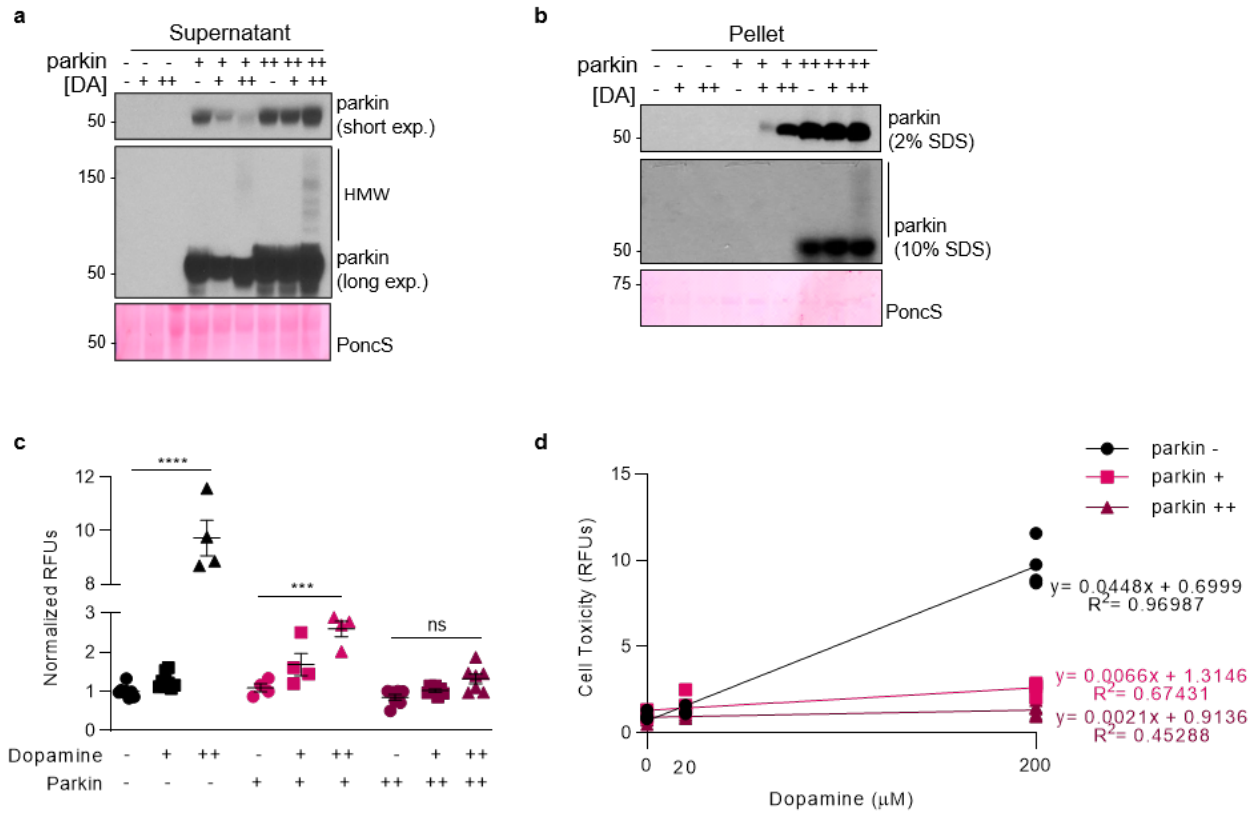 a
Supernatant
parkin - - - + + + ++ ++ ++
[DA] - + ++ - + ++ - + ++
50
parkin
(short exp.)
150
HMW
50
parkin
(long exp.)
50
PoncS
b
Pellet
parkin - - - + + + ++ ++ ++
[DA] - + ++ - + ++ - + ++
50
parkin
(2% SDS)
50
parkin
(10% SDS)
75
PoncS
c
Normalized RFUs
12
10
8
3
2
1
0
****
***
ns
Dopamine - + ++ - + ++ - + ++
Parkin - - - + + + ++ ++ ++
d
parkin -
parkin +
parkin ++
Cell Toxicity (RFUs)
15
10
5
0
y= 0.0448x + 0.6999
R²= 0.96987
y= 0.0066x + 1.3146
R²= 0.67431
y= 0.0021x + 0.9136
R²= 0.45288
0 20 200
Dopamine (μM)